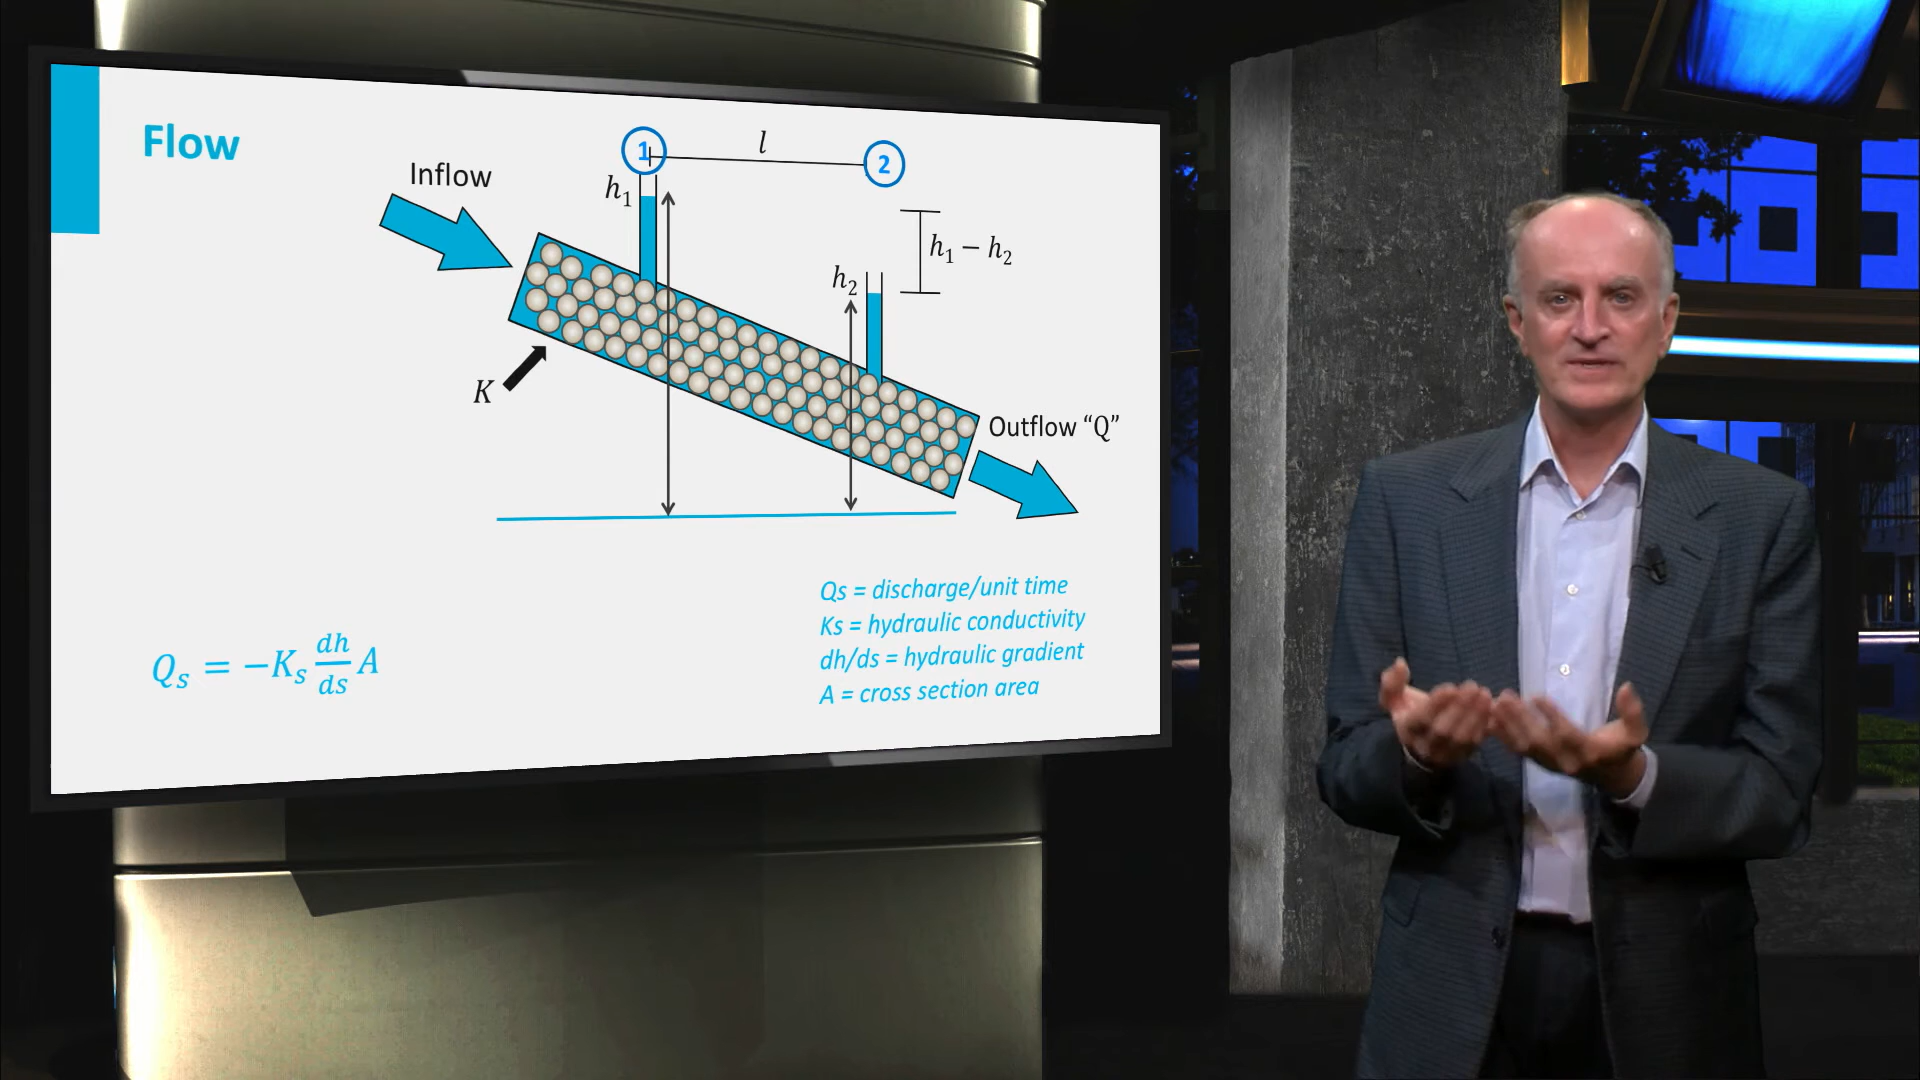 Flow
Inflow
1
l
2
h₁
h₁ − h₂
h₂
K
Outflow “Q”
Qs = discharge/unit time
Ks = hydraulic conductivity
dh/ds = hydraulic gradient
A = cross section area
Qₛ = −Kₛ dh/ds A